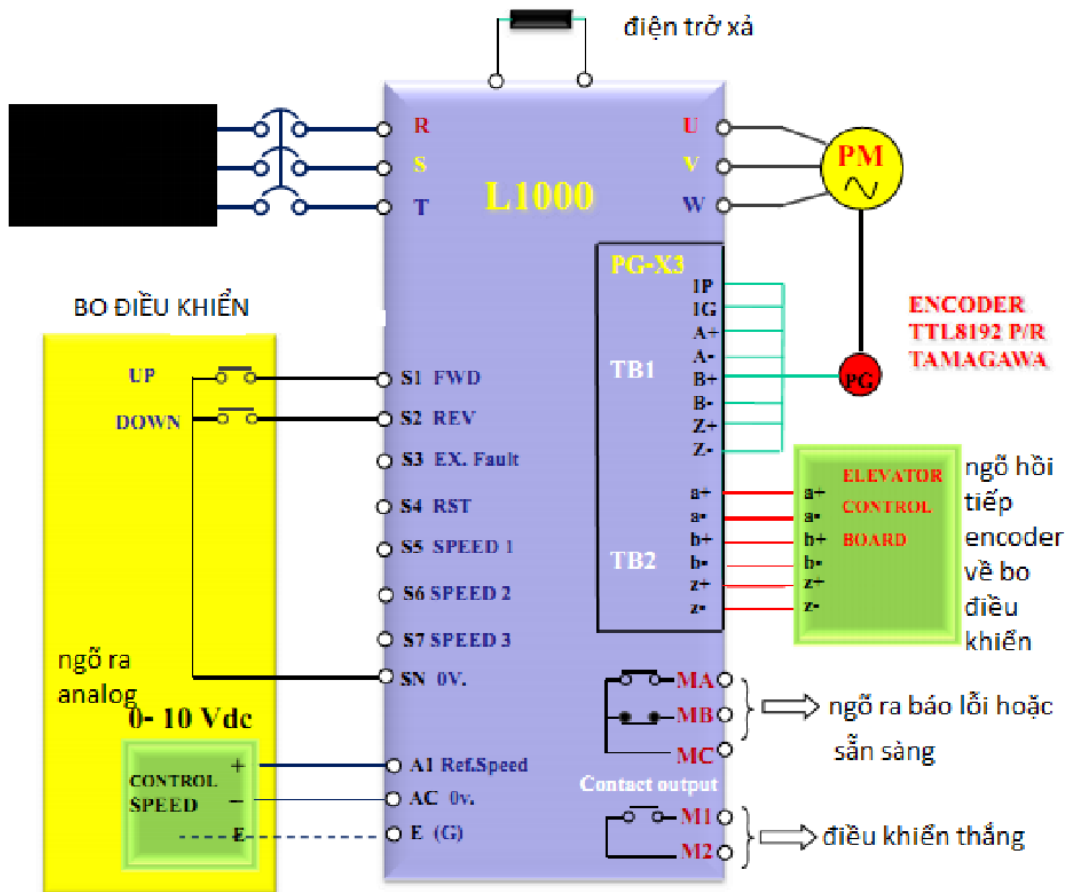 điện trở xả
R
S
T
U
V
W
L1000
PM
PG-X3
IP
IG
A+
A-
B+
B-
Z+
Z-
TB1
ENCODER
TTL8192 P/R
TAMAGAWA
PG
BO ĐIỀU KHIỂN
UP
DOWN
S1 FWD
S2 REV
S3 EX. Fault
S4 RST
S5 SPEED 1
S6 SPEED 2
S7 SPEED 3
SN 0V.
TB2
a+
a-
b+
b-
z+
z-
a+
a-
b+
b-
z+
z-
ELEVATOR
CONTROL
BOARD
ngõ hồi
tiếp
encoder
về bo
điều
khiển
ngõ ra
analog
0- 10 Vdc
CONTROL
SPEED
+
−
E
A1 Ref.Speed
AC 0v.
E (G)
MA
MB
MC
ngõ ra báo lỗi hoặc
sẵn sàng
Contact output
M1
M2
điều khiển thắng